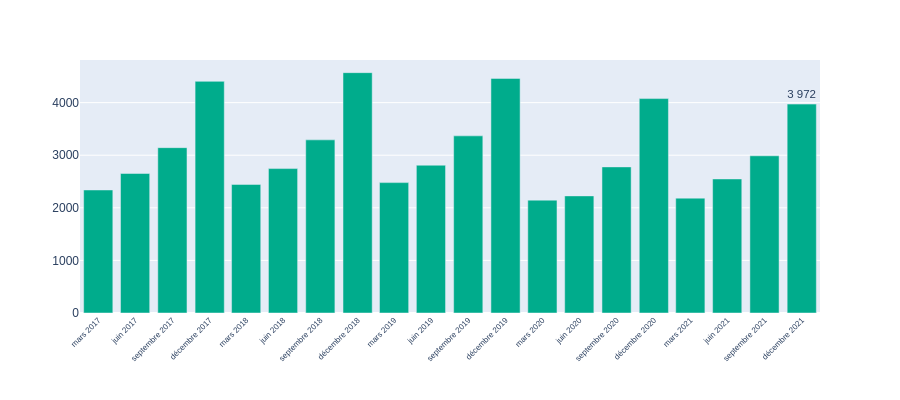 3 972
4000
3000
2000
1000
0
mars 2017
juin 2017
septembre 2017
décembre 2017
mars 2018
juin 2018
septembre 2018
décembre 2018
mars 2019
juin 2019
septembre 2019
décembre 2019
mars 2020
juin 2020
septembre 2020
décembre 2020
mars 2021
juin 2021
septembre 2021
décembre 2021